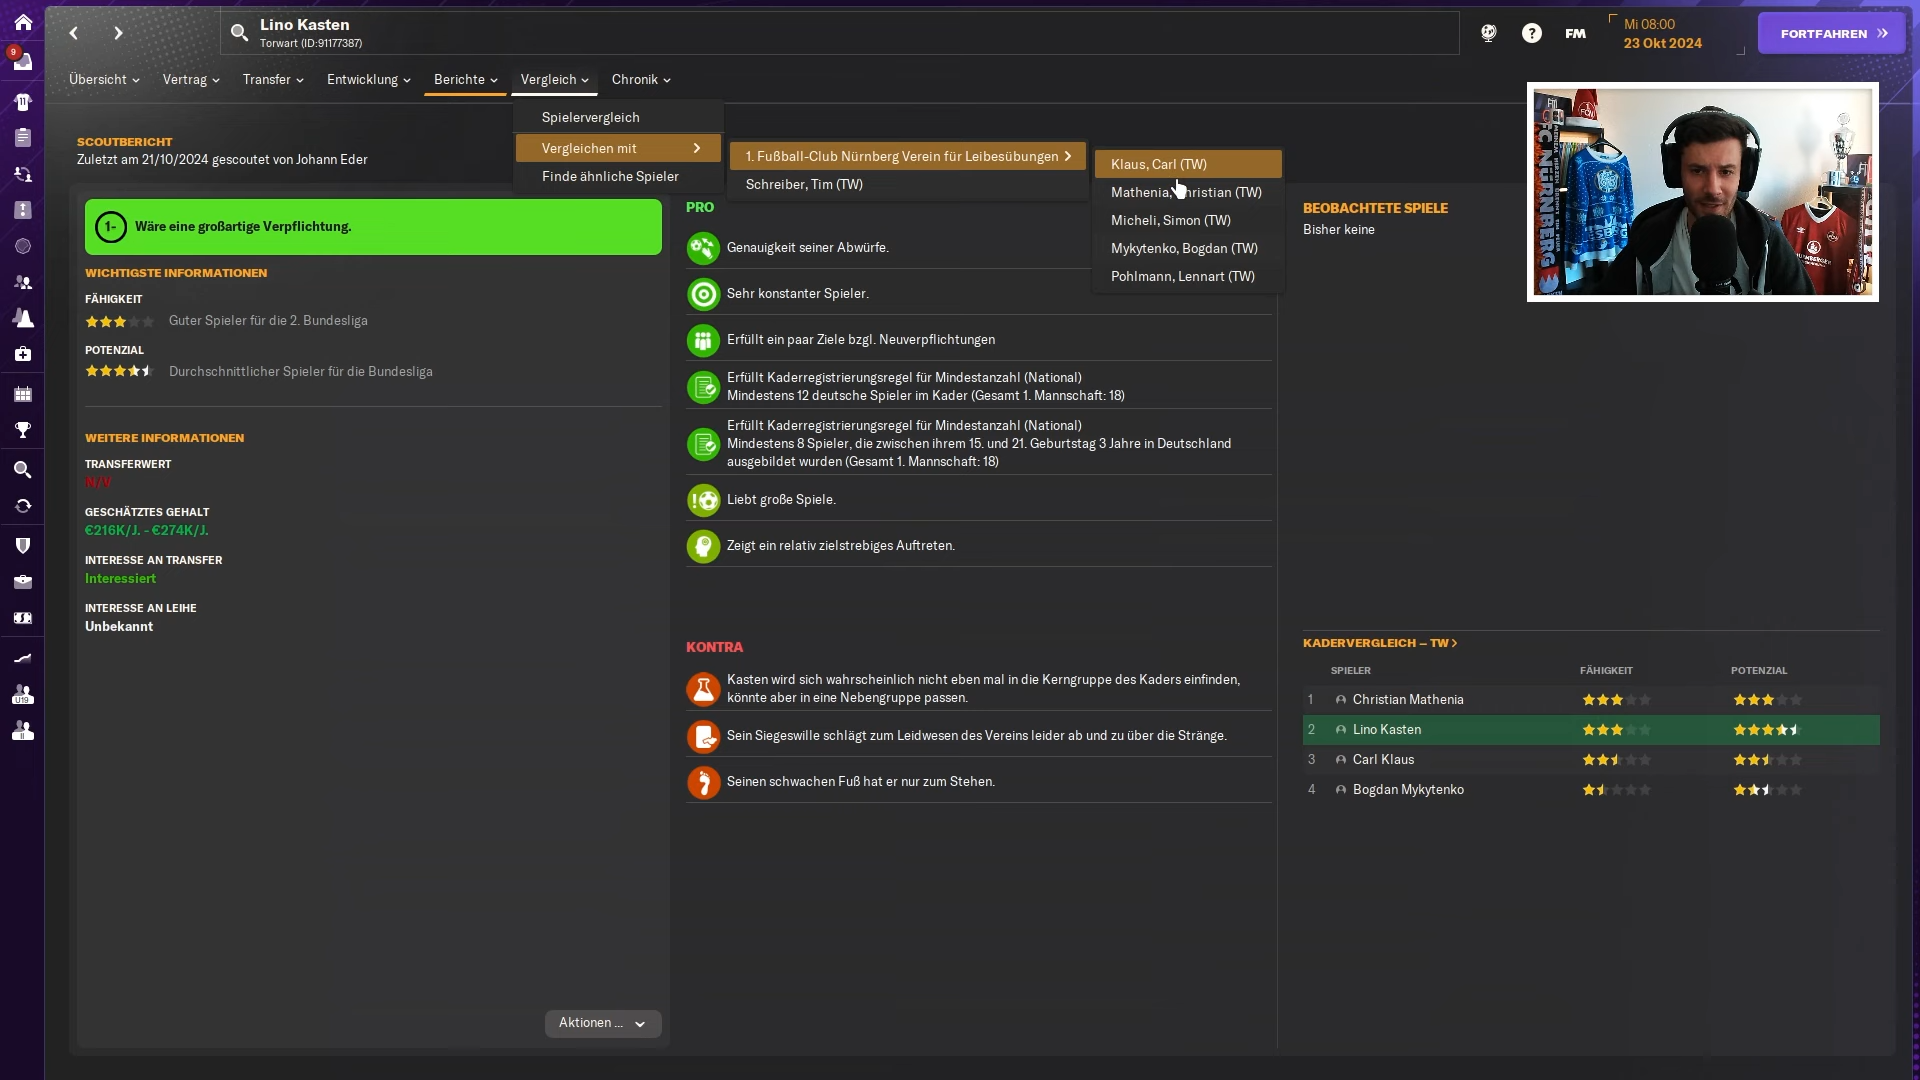 Lino Kasten
Torwart (ID:91177387)
FM
Mi 08:00
23 Okt 2024
FORTFAHREN
9
Übersicht
Vertrag
Transfer
Entwicklung
Berichte
Vergleich
Chronik
Spielervergleich
Vergleichen mit
Finde ähnliche Spieler
1. Fußball-Club Nürnberg Verein für Leibesübungen
Schreiber, Tim (TW)
Klaus, Carl (TW)
Mathenia, Christian (TW)
Micheli, Simon (TW)
Mykytenko, Bogdan (TW)
Pohlmann, Lennart (TW)
SCOUTBERICHT
Zuletzt am 21/10/2024 gescoutet von Johann Eder
1-
Wäre eine großartige Verpflichtung.
WICHTIGSTE INFORMATIONEN
FÄHIGKEIT
Guter Spieler für die 2. Bundesliga
POTENZIAL
Durchschnittlicher Spieler für die Bundesliga
WEITERE INFORMATIONEN
TRANSFERWERT
N/V
GESCHÄTZTES GEHALT
€216K/J. - €274K/J.
INTERESSE AN TRANSFER
Interessiert
INTERESSE AN LEIHE
Unbekannt
Aktionen ...
PRO
Genauigkeit seiner Abwürfe.
Sehr konstanter Spieler.
Erfüllt ein paar Ziele bzgl. Neuverpflichtungen
Erfüllt Kaderregistrierungsregel für Mindestanzahl (National)
Mindestens 12 deutsche Spieler im Kader (Gesamt 1. Mannschaft: 18)
Erfüllt Kaderregistrierungsregel für Mindestanzahl (National)
Mindestens 8 Spieler, die zwischen ihrem 15. und 21. Geburtstag 3 Jahre in Deutschland
ausgebildet wurden (Gesamt 1. Mannschaft: 18)
Liebt große Spiele.
Zeigt ein relativ zielstrebiges Auftreten.
KONTRA
Kasten wird sich wahrscheinlich nicht eben mal in die Kerngruppe des Kaders einfinden,
könnte aber in eine Nebengruppe passen.
Sein Siegeswille schlägt zum Leidwesen des Vereins leider ab und zu über die Stränge.
Seinen schwachen Fuß hat er nur zum Stehen.
BEOBACHTETE SPIELE
Bisher keine
FC NÜRNBERG
KADERVERGLEICH – TW
SPIELER FÄHIGKEIT POTENZIAL
1 Christian Mathenia
2 Lino Kasten
3 Carl Klaus
4 Bogdan Mykytenko
11
U19
II